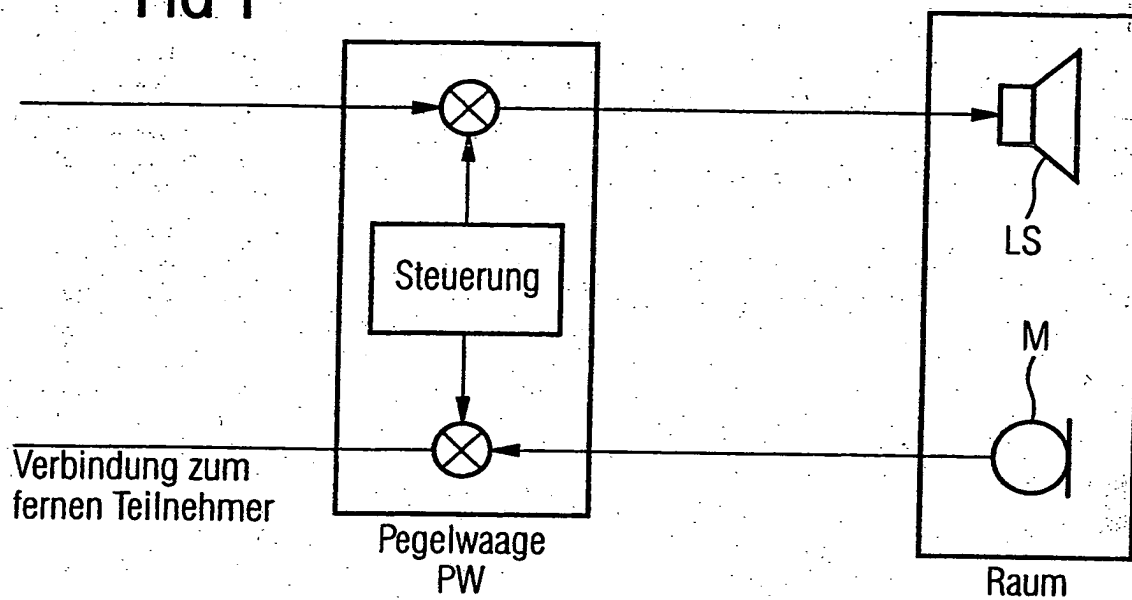 LS
Steuerung
M
Verbindung zum
fernen Teilnehmer
Pegelwaage
PW
Raum